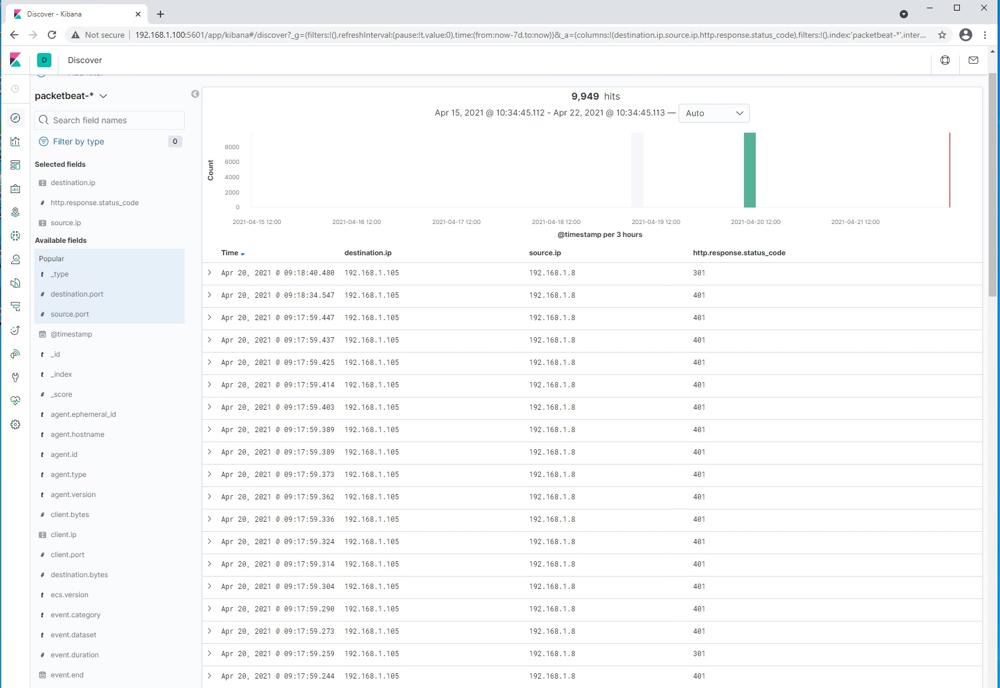 Discover - Kibana
Not secure 192.168.1.100:5601/app/kibana#/discover?_g=(filters:!(),refreshInterval:(pause:!t,value:0),time:(from:now-7d,to:now))&_a=(columns:!(destination.ip,source.ip,http.response.status_code),filters:!(),index:'packetbeat-*',inter...
D Discover
packetbeat-*
Search field names
Filter by type 0
Selected fields
destination.ip
# http.response.status_code
source.ip
Available fields
Popular
t _type
# destination.port
# source.port
@timestamp
t _id
t _index
# _score
t agent.ephemeral_id
t agent.hostname
t agent.id
t agent.type
t agent.version
# client.bytes
client.ip
# client.port
# destination.bytes
t ecs.version
t event.category
t event.dataset
# event.duration
event.end
9,949 hits
Apr 15, 2021 @ 10:34:45.112 - Apr 22, 2021 @ 10:34:45.113 — Auto
Count
8000
6000
4000
2000
0
2021-04-15 12:00 2021-04-16 12:00 2021-04-17 12:00 2021-04-18 12:00 2021-04-19 12:00 2021-04-20 12:00 2021-04-21 12:00
@timestamp per 3 hours
Time destination.ip source.ip http.response.status_code
Apr 20, 2021 @ 09:18:40.480 192.168.1.105 192.168.1.8 301
Apr 20, 2021 @ 09:18:34.547 192.168.1.105 192.168.1.8 401
Apr 20, 2021 @ 09:17:59.447 192.168.1.105 192.168.1.8 401
Apr 20, 2021 @ 09:17:59.437 192.168.1.105 192.168.1.8 401
Apr 20, 2021 @ 09:17:59.425 192.168.1.105 192.168.1.8 401
Apr 20, 2021 @ 09:17:59.414 192.168.1.105 192.168.1.8 401
Apr 20, 2021 @ 09:17:59.403 192.168.1.105 192.168.1.8 401
Apr 20, 2021 @ 09:17:59.389 192.168.1.105 192.168.1.8 401
Apr 20, 2021 @ 09:17:59.389 192.168.1.105 192.168.1.8 401
Apr 20, 2021 @ 09:17:59.373 192.168.1.105 192.168.1.8 401
Apr 20, 2021 @ 09:17:59.362 192.168.1.105 192.168.1.8 401
Apr 20, 2021 @ 09:17:59.336 192.168.1.105 192.168.1.8 401
Apr 20, 2021 @ 09:17:59.324 192.168.1.105 192.168.1.8 401
Apr 20, 2021 @ 09:17:59.314 192.168.1.105 192.168.1.8 401
Apr 20, 2021 @ 09:17:59.304 192.168.1.105 192.168.1.8 401
Apr 20, 2021 @ 09:17:59.290 192.168.1.105 192.168.1.8 401
Apr 20, 2021 @ 09:17:59.273 192.168.1.105 192.168.1.8 401
Apr 20, 2021 @ 09:17:59.259 192.168.1.105 192.168.1.8 301
Apr 20, 2021 @ 09:17:59.244 192.168.1.105 192.168.1.8 401